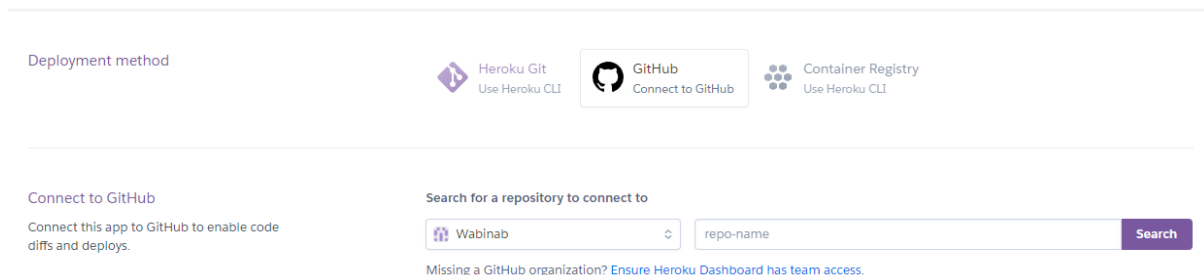 Deployment method
Heroku Git
Use Heroku CLI
GitHub
Connect to GitHub
Container Registry
Use Heroku CLI
Connect to GitHub
Connect this app to GitHub to enable code
diffs and deploys.
Search for a repository to connect to
Wabinab
repo-name
Search
Missing a GitHub organization? Ensure Heroku Dashboard has team access.